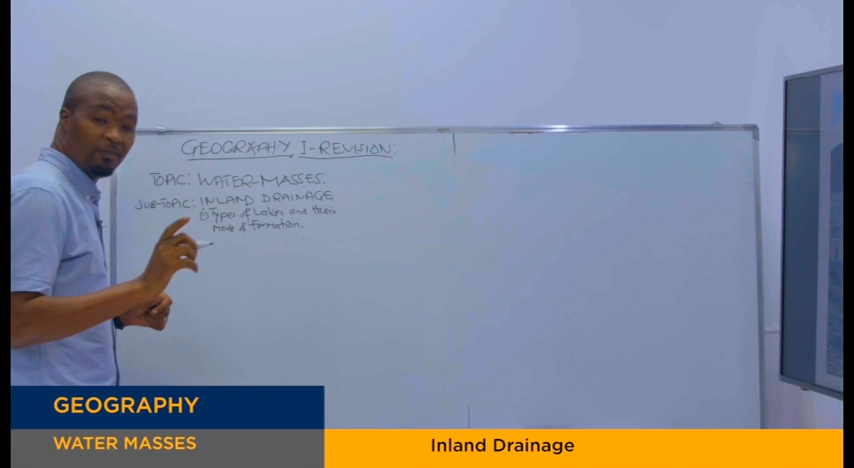 GEOGRAPHY I-REVISION:
TOPIC: WATER-MASSES:
SUB-TOPIC: INLAND DRAINAGE
(i) Types of Lakes and their
Mode of Formation.
GEOGRAPHY
WATER MASSES
Inland Drainage